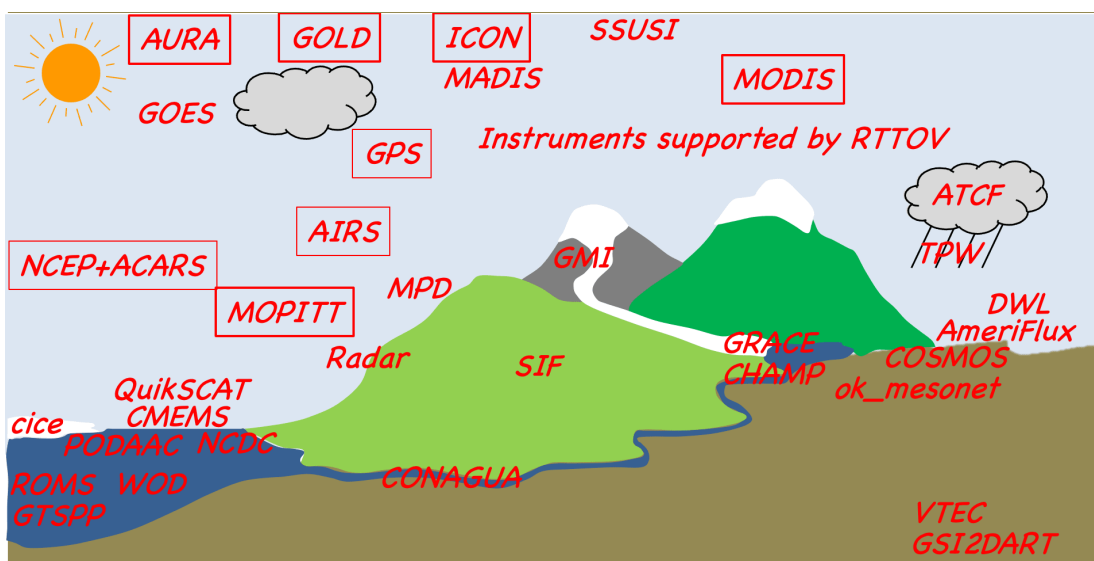 AURA
GOLD
ICON
SSUSI
MADIS
MODIS
GOES
Instruments supported by RTTOV
GPS
ATCF
AIRS
NCEP+ACARS
GMI
TPW
MPD
MOPITT
DWL
AmeriFlux
Radar
SIF
GRACE
COSMOS
CHAMP
ok_mesonet
QuikSCAT
CMEMS
cice
PODAAC NCDC
ROMS WOD
GTSPP
CONAGUA
VTEC
GSI2DART